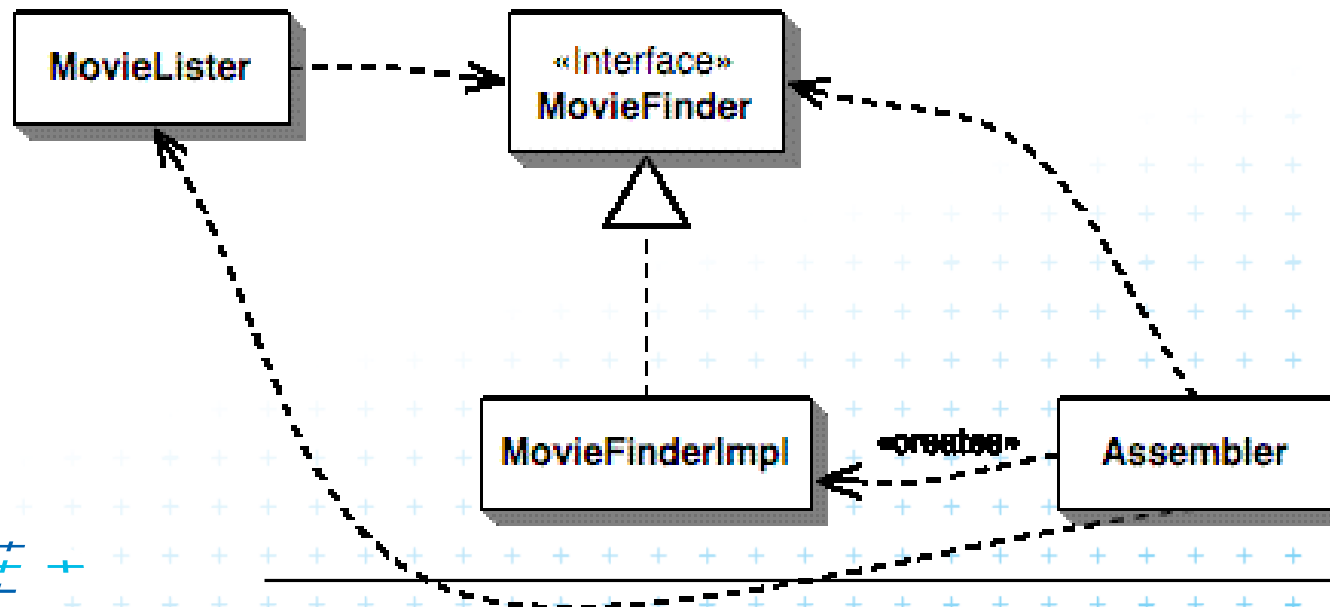 MovieLister
«Interface»
MovieFinder
MovieFinderImpl
«creates»
Assembler